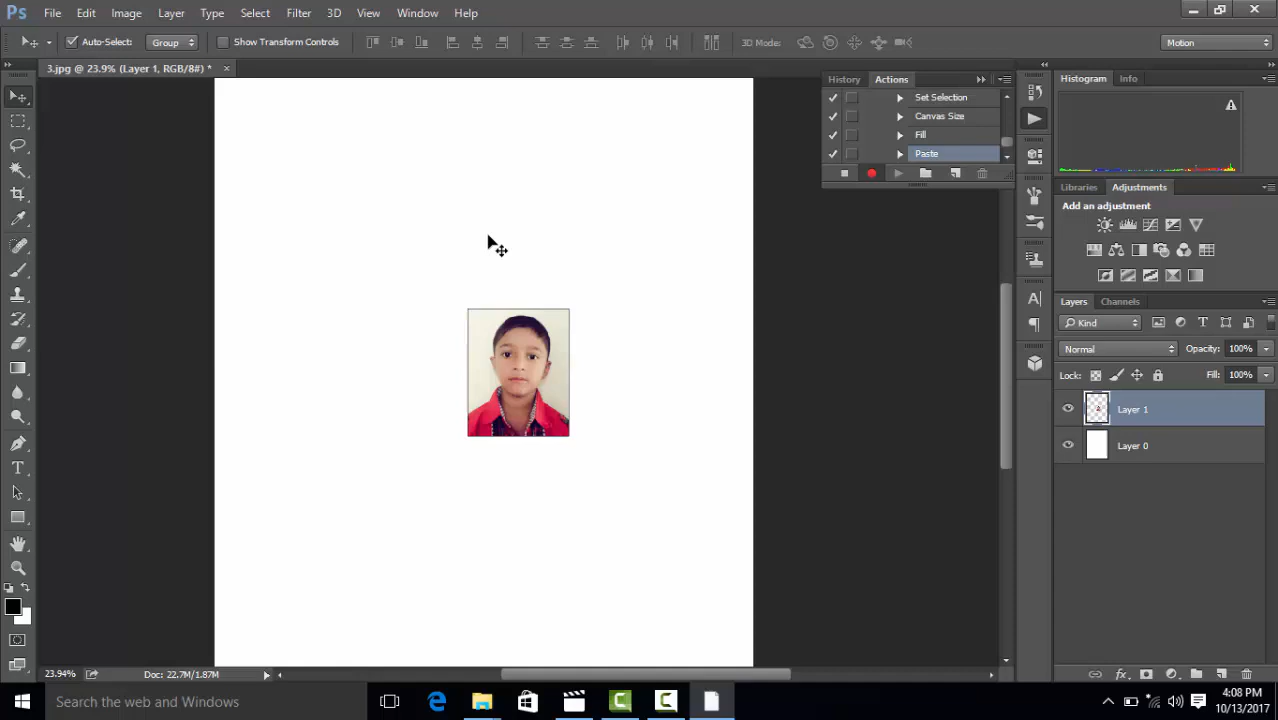 Ps File Edit Image Layer Type Select Filter 3D View Window Help
Auto-Select: Group Show Transform Controls 3D Mode: Motion
3.jpg @ 23.9% (Layer 1, RGB/8#) * ×
History Actions
Set Selection
Canvas Size
Fill
Paste
Histogram Info
Libraries Adjustments
Add an adjustment
Layers Channels
Kind
Normal Opacity: 100%
Lock: Fill: 100%
Layer 1
Layer 0
23.94% Doc: 22.7M/1.87M
Search the web and Windows
4:08 PM
10/13/2017